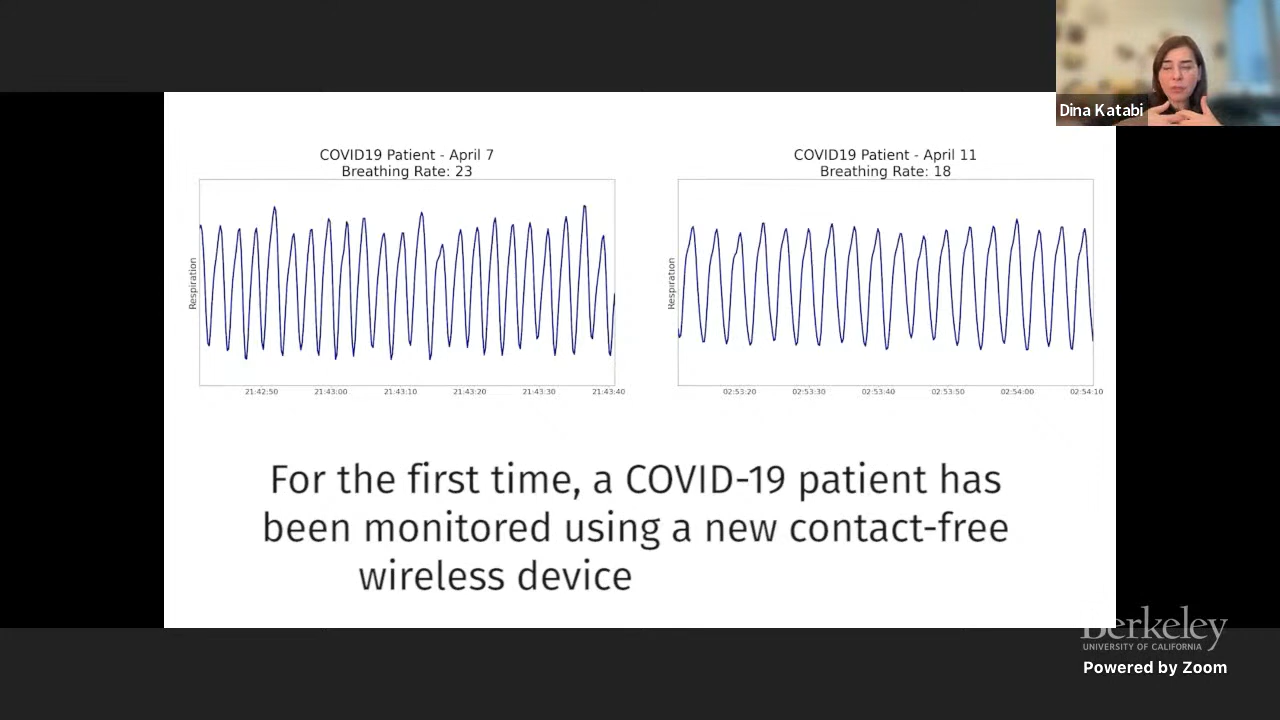 Dina Katabi
COVID19 Patient - April 7
Breathing Rate: 23
Respiration
21:42:50 21:43:00 21:43:10 21:43:20 21:43:30 21:43:40
COVID19 Patient - April 11
Breathing Rate: 18
Respiration
02:53:20 02:53:30 02:53:40 02:53:50 02:54:00 02:54:10
For the first time, a COVID-19 patient has
been monitored using a new contact-free
wireless device
Berkeley
UNIVERSITY OF CALIFORNIA
Powered by Zoom